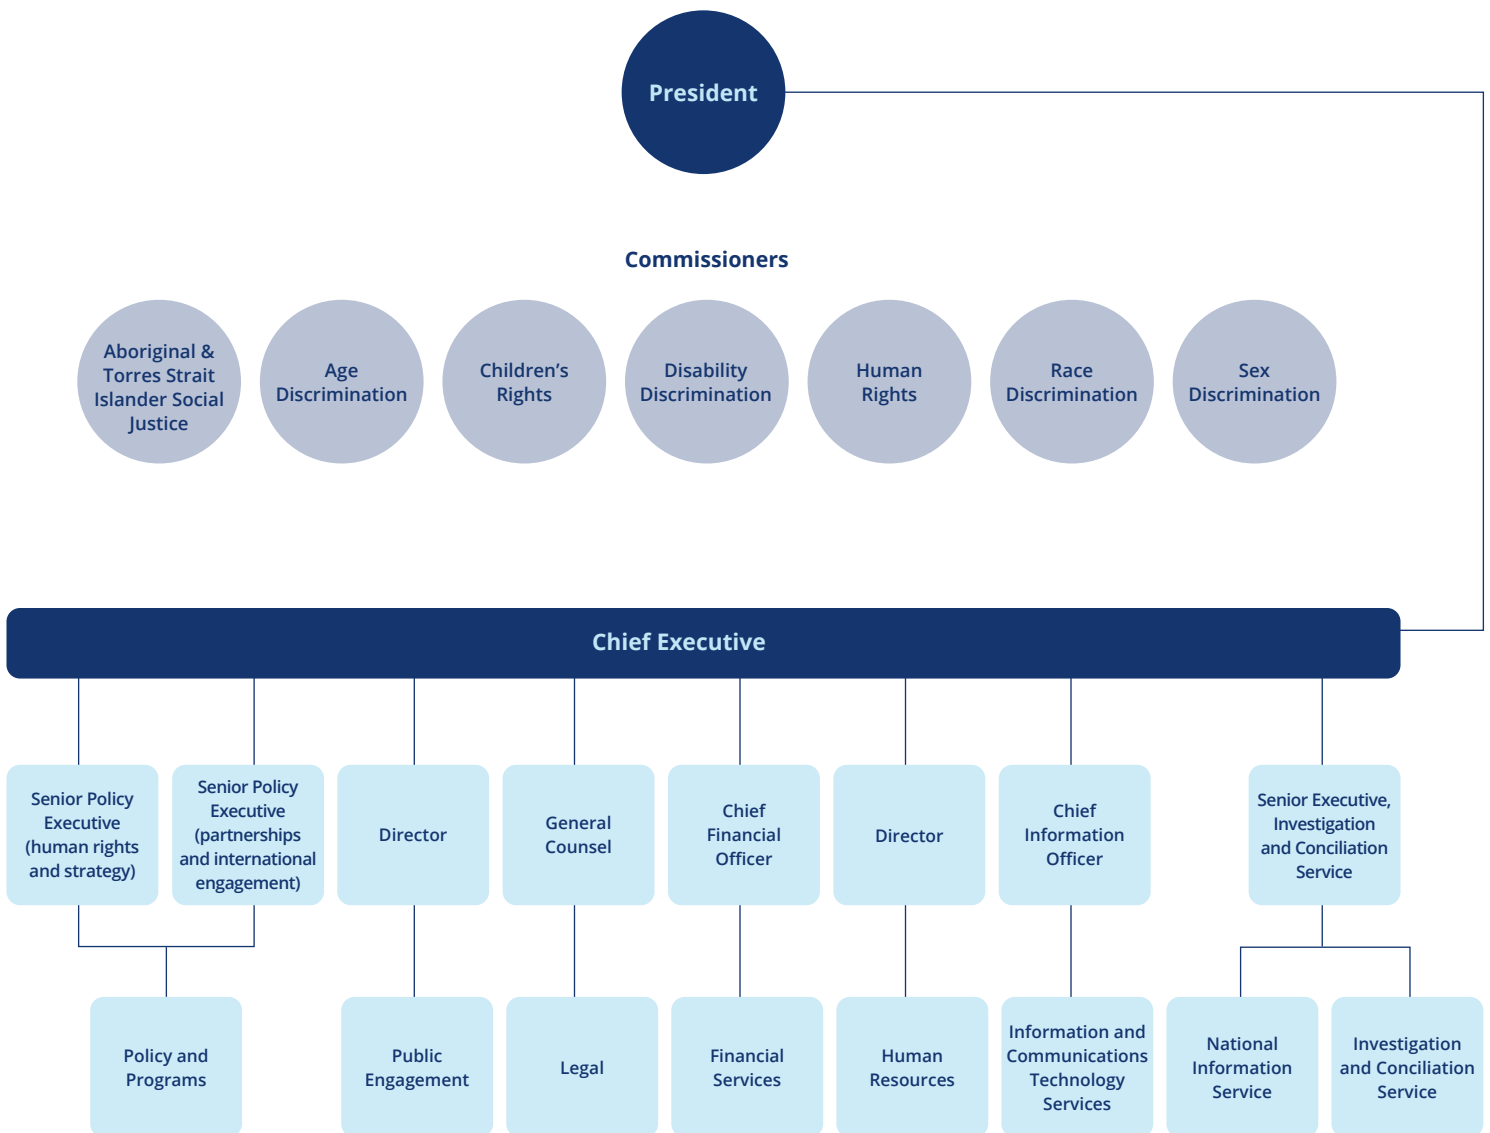 President
Commissioners
Aboriginal &
Torres Strait
Islander Social
Justice
Age
Discrimination
Children’s
Rights
Disability
Discrimination
Human
Rights
Race
Discrimination
Sex
Discrimination
Chief Executive
Senior Policy
Executive
(human rights
and strategy)
Senior Policy
Executive
(partnerships
and international
engagement)
Director
General
Counsel
Chief
Financial
Officer
Director
Chief
Information
Officer
Senior Executive,
Investigation
and Conciliation
Service
Policy and
Programs
Public
Engagement
Legal
Financial
Services
Human
Resources
Information and
Communications
Technology
Services
National
Information
Service
Investigation
and Conciliation
Service